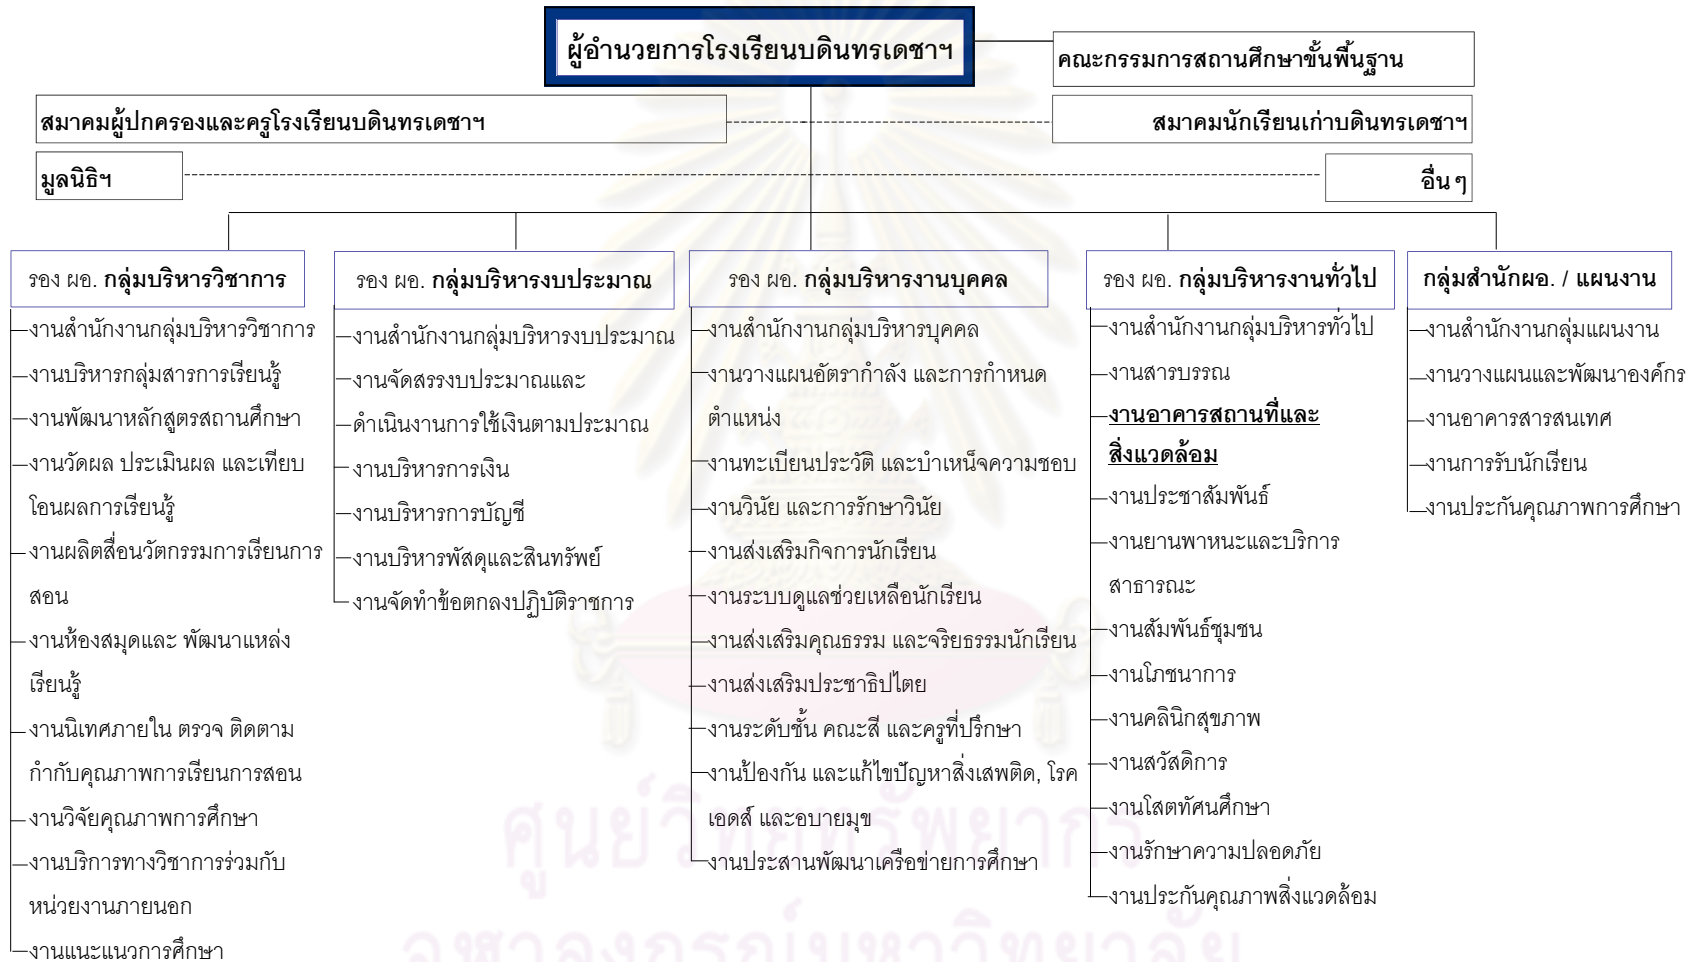 ผู้อำนวยการโรงเรียนบดินทรเดชาฯ
คณะกรรมการสถานศึกษาขั้นพื้นฐาน
สมาคมผู้ปกครองและครูโรงเรียนบดินทรเดชาฯ
สมาคมนักเรียนเก่าบดินทรเดชาฯ
มูลนิธิฯ
อื่น ๆ
รอง ผอ. กลุ่มบริหารวิชาการ
งานสำนักงานกลุ่มบริหารวิชาการ
งานบริหารกลุ่มสารการเรียนรู้
งานพัฒนาหลักสูตรสถานศึกษา
งานวัดผล ประเมินผล และเทียบ
โอนผลการเรียนรู้
งานผลิตสื่อนวัตกรรมการเรียนการ
สอน
งานห้องสมุดและ พัฒนาแหล่ง
เรียนรู้
งานนิเทศภายใน ตรวจ ติดตาม
กำกับคุณภาพการเรียนการสอน
งานวิจัยคุณภาพการศึกษา
งานบริการทางวิชาการร่วมกับ
หน่วยงานภายนอก
งานแนะแนวการศึกษา
รอง ผอ. กลุ่มบริหารงบประมาณ
งานสำนักงานกลุ่มบริหารงบประมาณ
งานจัดสรรงบประมาณและ
ดำเนินงานการใช้เงินตามประมาณ
งานบริหารการเงิน
งานบริหารการบัญชี
งานบริหารพัสดุและสินทรัพย์
งานจัดทำข้อตกลงปฏิบัติราชการ
รอง ผอ. กลุ่มบริหารงานบุคคล
งานสำนักงานกลุ่มบริหารบุคคล
งานวางแผนอัตรากำลัง และการกำหนด
ตำแหน่ง
งานทะเบียนประวัติ และบำเหน็จความชอบ
งานวินัย และการรักษาวินัย
งานส่งเสริมกิจการนักเรียน
งานระบบดูแลช่วยเหลือนักเรียน
งานส่งเสริมคุณธรรม และจริยธรรมนักเรียน
งานส่งเสริมประชาธิปไตย
งานระดับชั้น คณะสี และครูที่ปรึกษา
งานป้องกัน และแก้ไขปัญหาสิ่งเสพติด, โรค
เอดส์ และอบายมุข
งานประสานพัฒนาเครือข่ายการศึกษา
รอง ผอ. กลุ่มบริหารงานทั่วไป
งานสำนักงานกลุ่มบริหารทั่วไป
งานสารบรรณ
งานอาคารสถานที่และ
สิ่งแวดล้อม
งานประชาสัมพันธ์
งานยานพาหนะและบริการ
สาธารณะ
งานสัมพันธ์ชุมชน
งานโภชนาการ
งานคลินิกสุขภาพ
งานสวัสดิการ
งานโสตทัศนศึกษา
งานรักษาความปลอดภัย
งานประกันคุณภาพสิ่งแวดล้อม
กลุ่มสำนักผอ. / แผนงาน
งานสำนักงานกลุ่มแผนงาน
งานวางแผนและพัฒนาองค์กร
งานอาคารสารสนเทศ
งานการรับนักเรียน
งานประกันคุณภาพการศึกษา
ศูนย์วิทยทรัพยากร
จุฬาลงกรณ์มหาวิทยาลัย